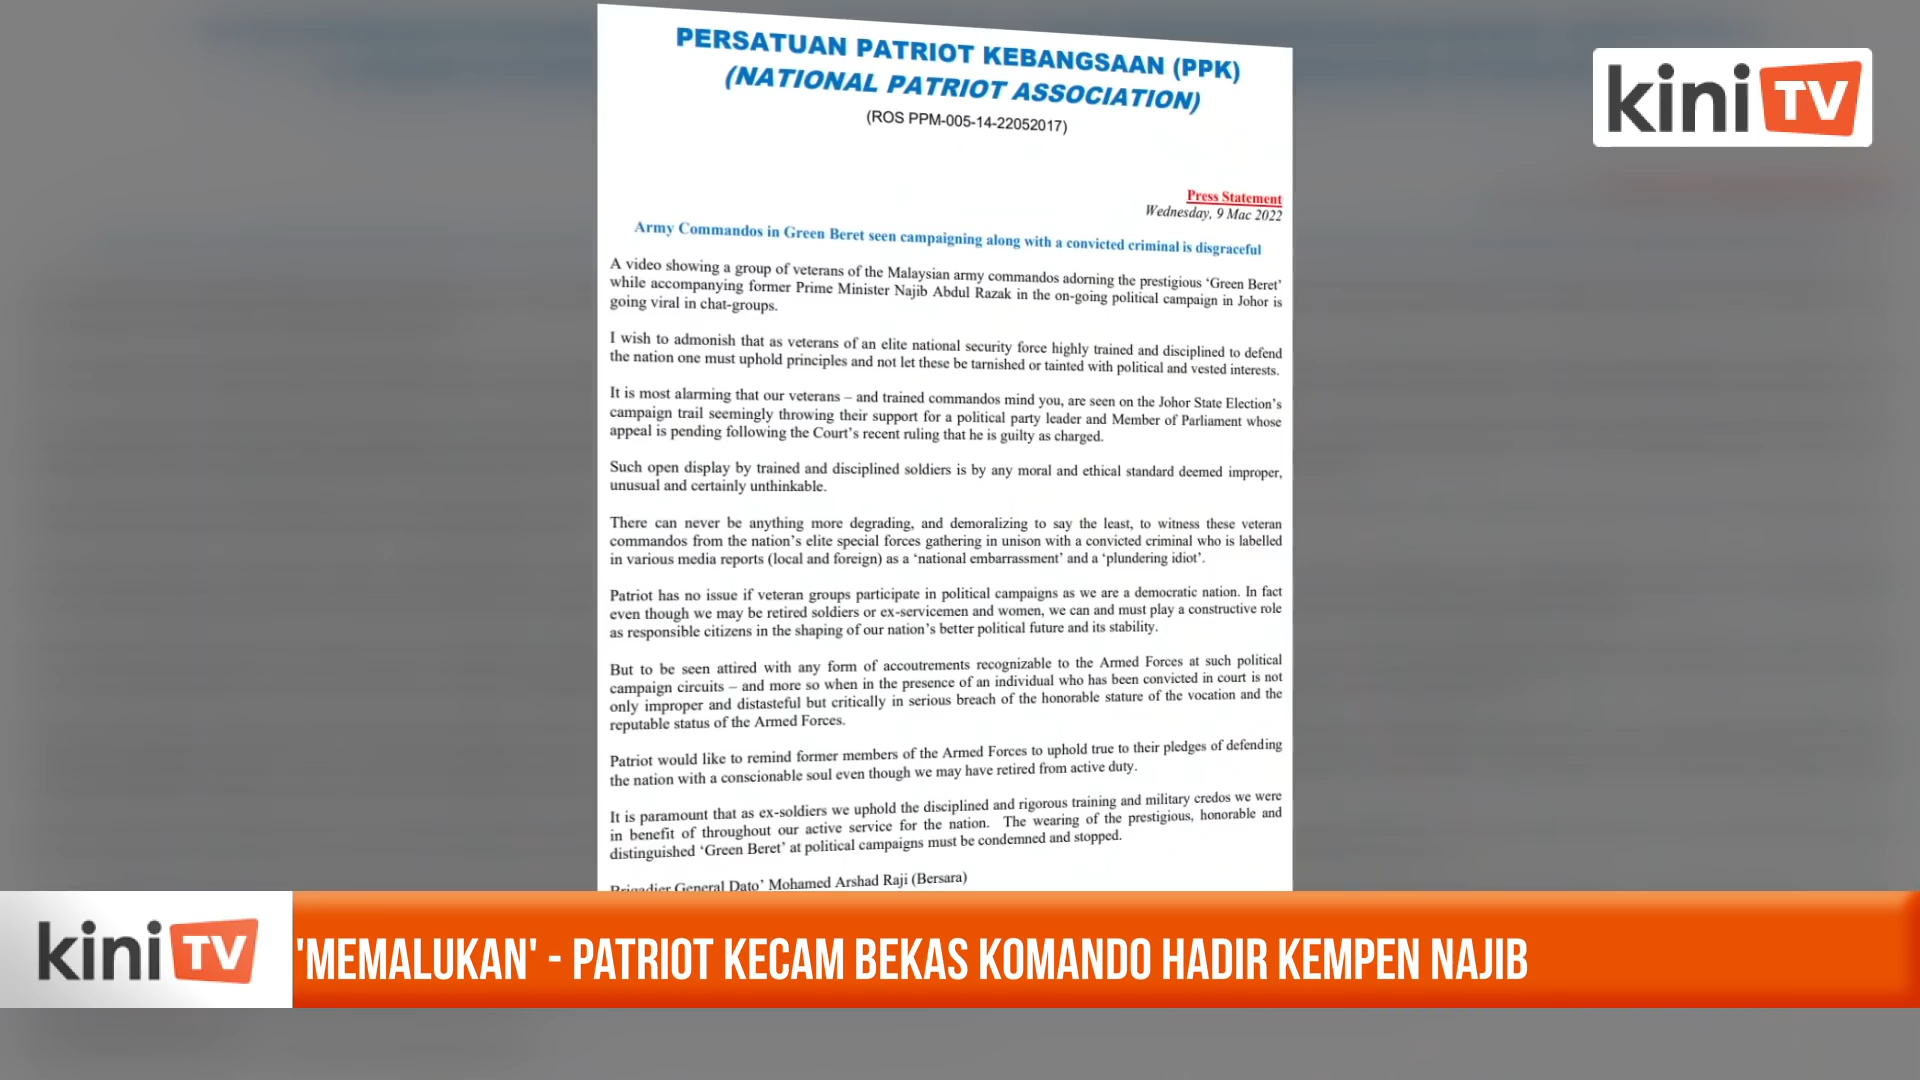 PERSATUAN PATRIOT KEBANGSAAN (PPK)
(NATIONAL PATRIOT ASSOCIATION)
(ROS PPM-005-14-22052017)
kini TV
Press Statement
Wednesday, 9 Mac 2022
Army Commandos in Green Beret seen campaigning along with a convicted criminal is disgraceful
A video showing a group of veterans of the Malaysian army commandos adorning the prestigious ‘Green Beret’
while accompanying former Prime Minister Najib Abdul Razak in the on-going political campaign in Johor is
going viral in chat-groups.
I wish to admonish that as veterans of an elite national security force highly trained and disciplined to defend
the nation one must uphold principles and not let these be tarnished or tainted with political and vested interests.
It is most alarming that our veterans – and trained commandos mind you, are seen on the Johor State Election’s
campaign trail seemingly throwing their support for a political party leader and Member of Parliament whose
appeal is pending following the Court’s recent ruling that he is guilty as charged.
Such open display by trained and disciplined soldiers is by any moral and ethical standard deemed improper,
unusual and certainly unthinkable.
There can never be anything more degrading, and demoralizing to say the least, to witness these veteran
commandos from the nation’s elite special forces gathering in unison with a convicted criminal who is labelled
in various media reports (local and foreign) as a ‘national embarrassment’ and a ‘plundering idiot’.
Patriot has no issue if veteran groups participate in political campaigns as we are a democratic nation. In fact
even though we may be retired soldiers or ex-servicemen and women, we can and must play a constructive role
as responsible citizens in the shaping of our nation’s better political future and its stability.
But to be seen attired with any form of accoutrements recognizable to the Armed Forces at such political
campaign circuits – and more so when in the presence of an individual who has been convicted in court is not
only improper and distasteful but critically in serious breach of the honorable stature of the vocation and the
reputable status of the Armed Forces.
Patriot would like to remind former members of the Armed Forces to uphold true to their pledges of defending
the nation with a conscionable soul even though we may have retired from active duty.
It is paramount that as ex-soldiers we uphold the disciplined and rigorous training and military credos we were
in benefit of throughout our active service for the nation. The wearing of the prestigious, honorable and
distinguished ‘Green Beret’ at political campaigns must be condemned and stopped.
Brigadier General Dato’ Mohamed Arshad Raji (Bersara)
kini TV
'MEMALUKAN' - PATRIOT KECAM BEKAS KOMANDO HADIR KEMPEN NAJIB